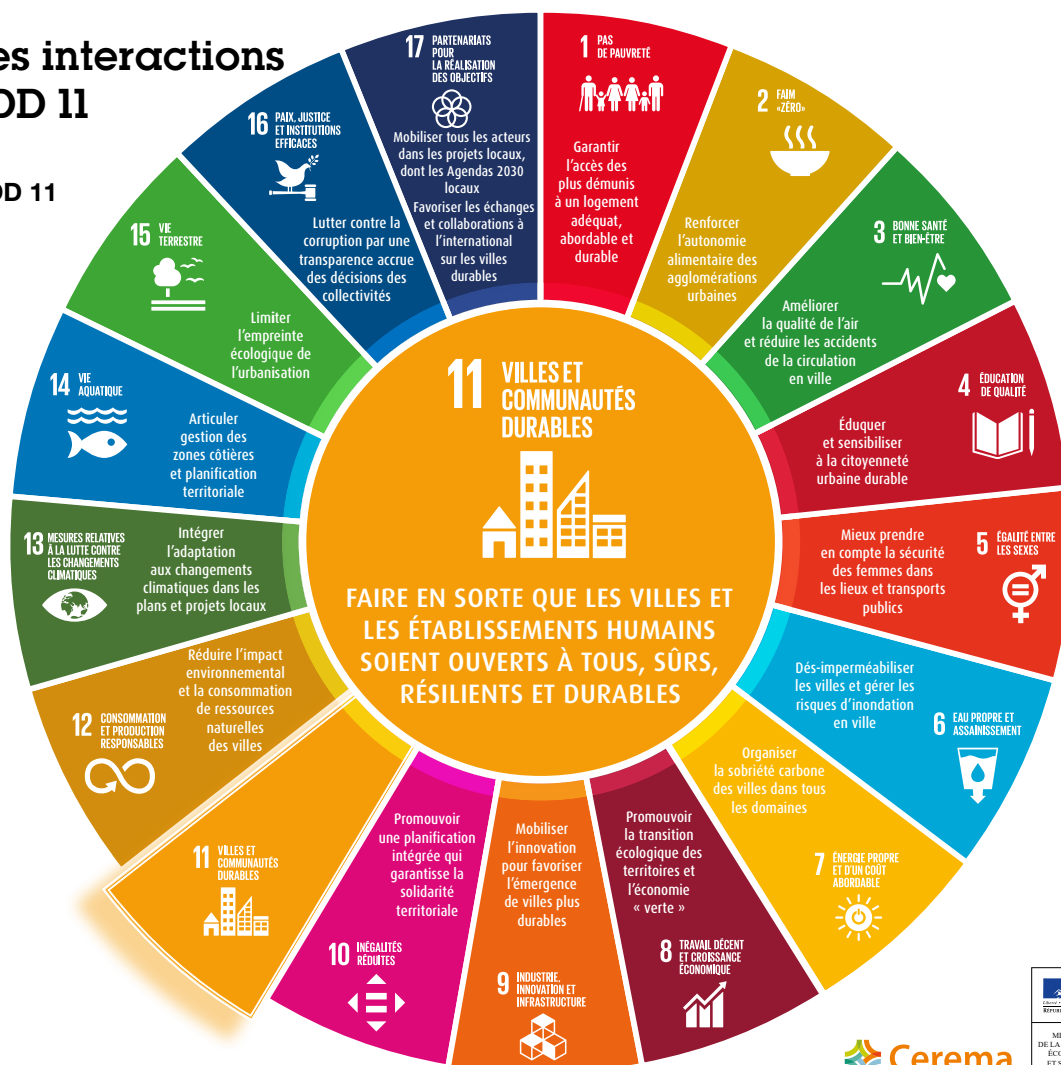 es interactions
DD 11
DD 11
17 PARTENARIATS
POUR
LA RÉALISATION
DES OBJECTIFS
Mobiliser tous les acteurs
dans les projets locaux,
dont les Agendas 2030
locaux
Favoriser les échanges
et collaborations à
l'international
sur les villes
durables
1 PAS
DE PAUVRETÉ
Garantir
l'accès des
plus démunis
à un logement
adéquat,
abordable et
durable
2 FAIM
«ZÉRO»
Renforcer
l'autonomie
alimentaire des
agglomérations
urbaines
3 BONNE SANTÉ
ET BIEN-ÊTRE
Améliorer
la qualité de l'air
et réduire les accidents
de la circulation
en ville
4 ÉDUCATION
DE QUALITÉ
Éduquer
et sensibiliser
à la citoyenneté
urbaine durable
5 ÉGALITÉ ENTRE
LES SEXES
Mieux prendre
en compte la sécurité
des femmes dans
les lieux et transports
publics
6 EAU PROPRE ET
ASSAINISSEMENT
Dés-imperméabiliser
les villes et gérer les
risques d'inondation
en ville
7 ÉNERGIE PROPRE
ET D'UN COÛT
ABORDABLE
Organiser
la sobriété carbone
des villes dans tous
les domaines
8 TRAVAIL DÉCENT
ET CROISSANCE
ÉCONOMIQUE
Promouvoir
la transition
écologique des
territoires et
l'économie
« verte »
9 INDUSTRIE,
INNOVATION ET
INFRASTRUCTURE
Mobiliser
l'innovation
pour favoriser
l'émergence
de villes plus
durables
10 INÉGALITÉS
RÉDUITES
Promouvoir
une planification
intégrée qui
garantisse la
solidarité
territoriale
11 VILLES ET
COMMUNAUTÉS
DURABLES
12 CONSOMMATION
ET PRODUCTION
RESPONSABLES
Réduire l'impact
environnemental
et la consommation
de ressources
naturelles
des villes
13 MESURES RELATIVES
À LA LUTTE CONTRE
LES CHANGEMENTS
CLIMATIQUES
Intégrer
l'adaptation
aux changements
climatiques dans les
plans et projets locaux
14 VIE
AQUATIQUE
Articuler
gestion des
zones côtières
et planification
territoriale
15 VIE
TERRESTRE
Limiter
l'empreinte
écologique de
l'urbanisation
16 PAIX, JUSTICE
ET INSTITUTIONS
EFFICACES
Lutter contre la
corruption par une
transparence accrue
des décisions des
collectivités
11 VILLES ET
COMMUNAUTÉS
DURABLES
FAIRE EN SORTE QUE LES VILLES ET
LES ÉTABLISSEMENTS HUMAINS
SOIENT OUVERTS À TOUS, SÛRS,
RÉSILIENTS ET DURABLES
Cerema
DE LA